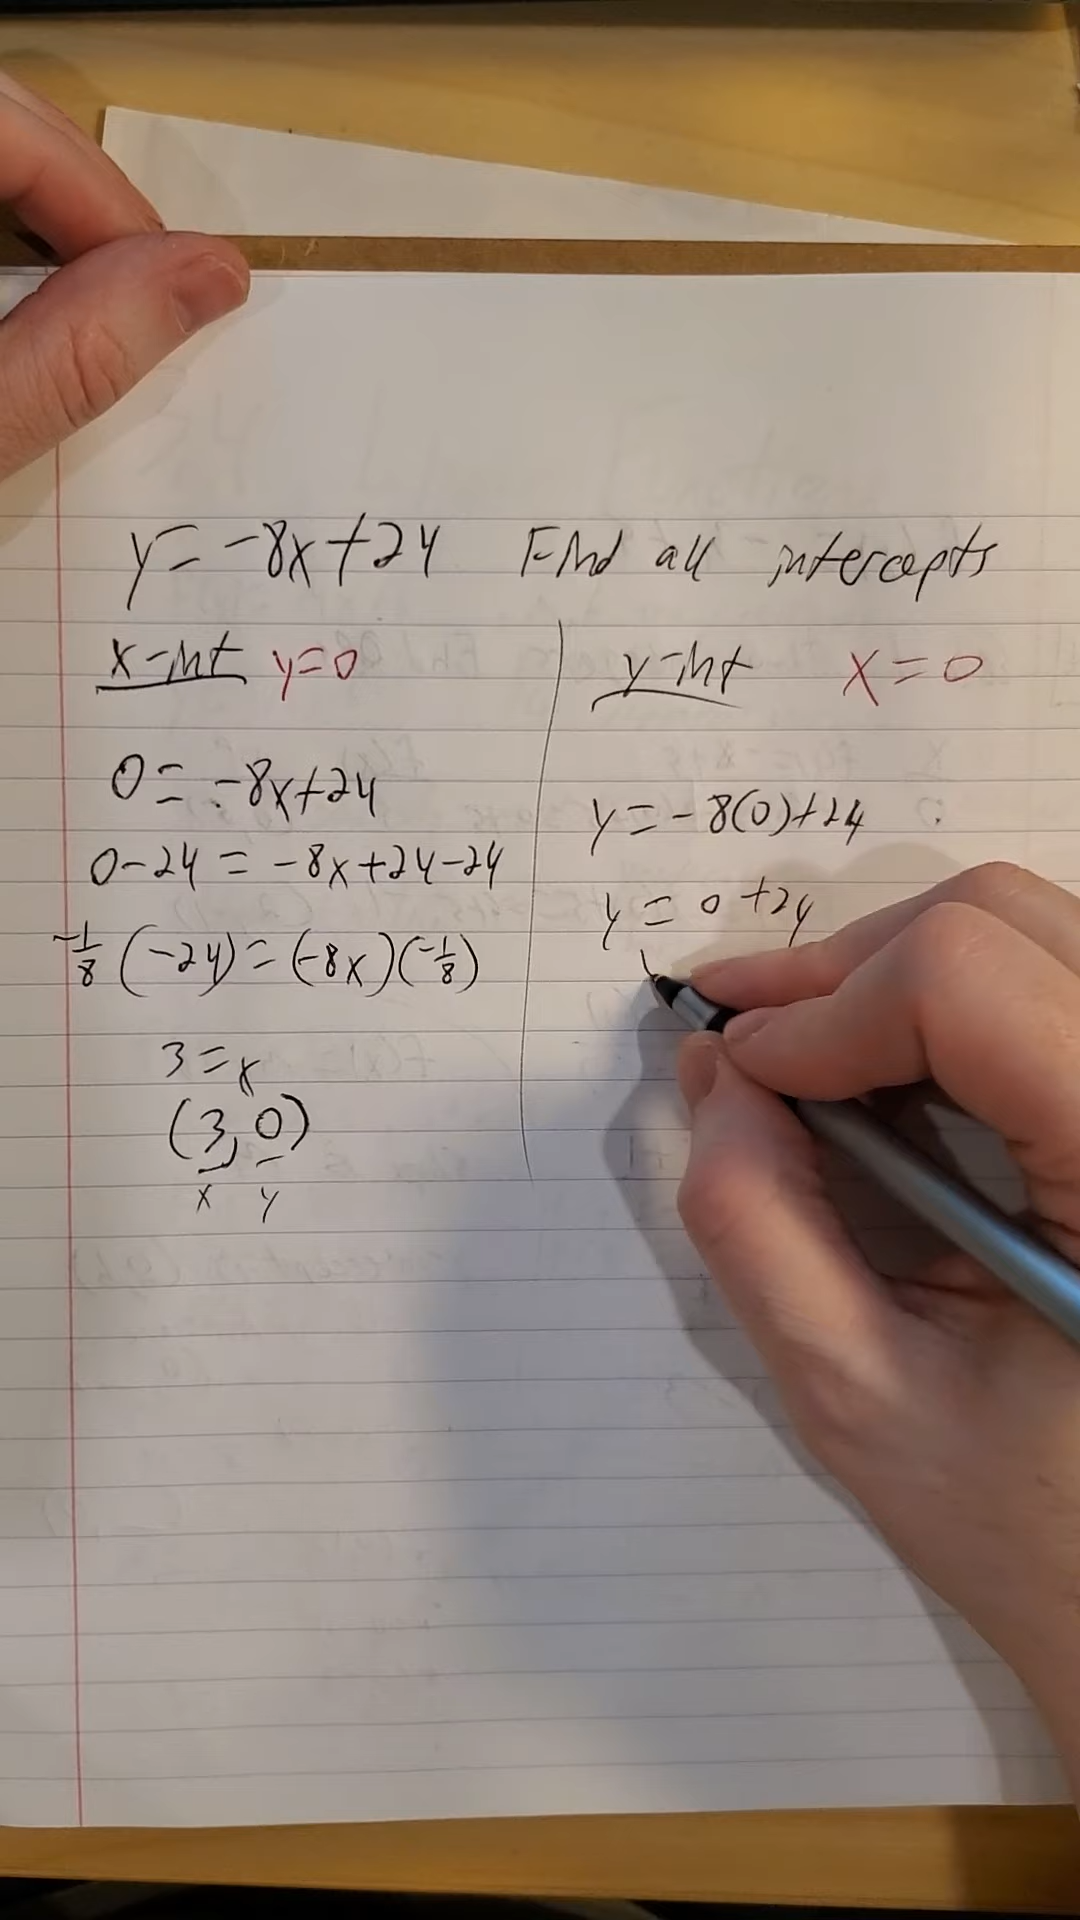 y = -8x+24 Find all intercepts
x-int y=0
0 = -8x+24
0-24 = -8x+24-24
-1/8 (-24) = (-8x)(-1/8)
3 = x
(3,0)
x y
y-int x=0
y = -8(0)+24
y = 0+24